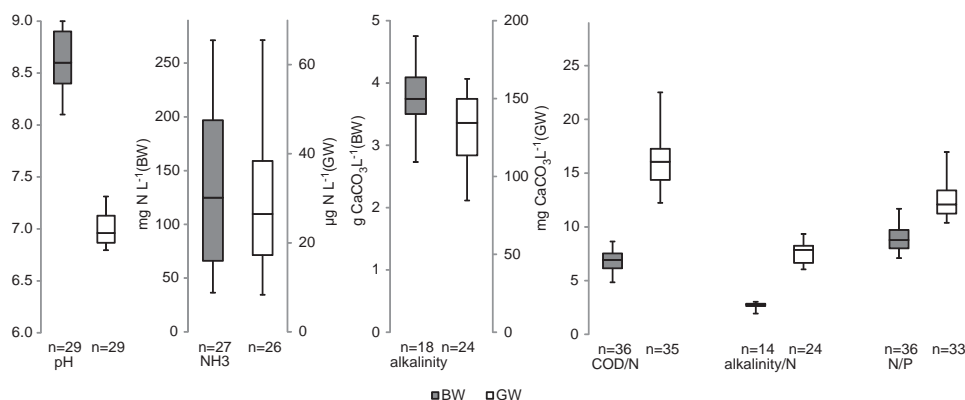 9.0
8.5
8.0
7.5
7.0
6.5
6.0
n=29 n=29
pH
mg N L-1(BW)
250
200
150
100
50
0
n=27 n=26
NH3
60
40
20
0
µg N L-1(GW)
g CaCO3L-1(BW)
5
4
3
2
1
0
n=18 n=24
alkalinity
200
150
100
50
0
mg CaCO3L-1(GW)
25
20
15
10
5
0
n=36 n=35
COD/N
n=14 n=24
alkalinity/N
n=36 n=33
N/P
BW GW